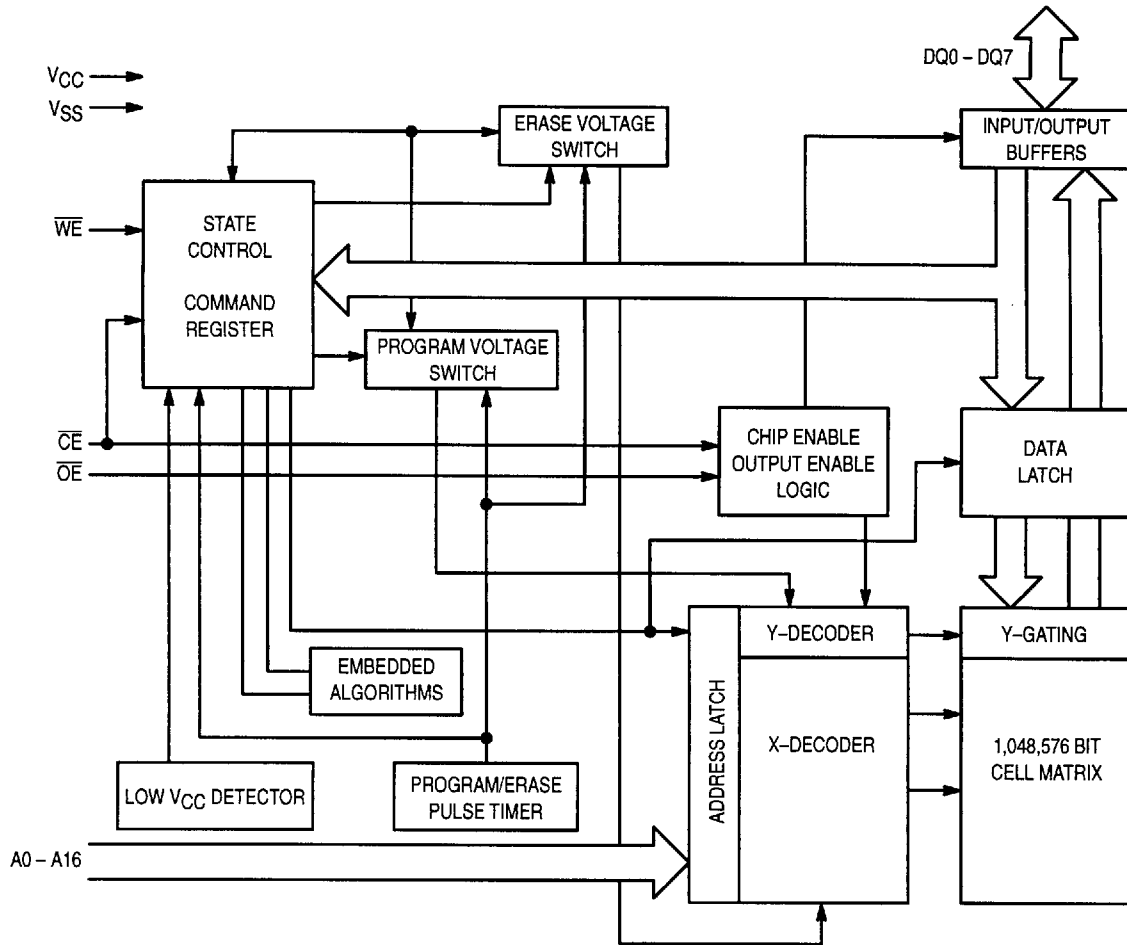 DQ0 – DQ7
VCC
VSS
ERASE VOLTAGE
SWITCH
INPUT/OUTPUT
BUFFERS
WE
STATE
CONTROL
COMMAND
REGISTER
PROGRAM VOLTAGE
SWITCH
CE
OE
CHIP ENABLE
OUTPUT ENABLE
LOGIC
DATA
LATCH
Y–DECODER
Y–GATING
EMBEDDED
ALGORITHMS
ADDRESS LATCH
X–DECODER
1,048,576 BIT
CELL MATRIX
LOW VCC DETECTOR
PROGRAM/ERASE
PULSE TIMER
A0 – A16